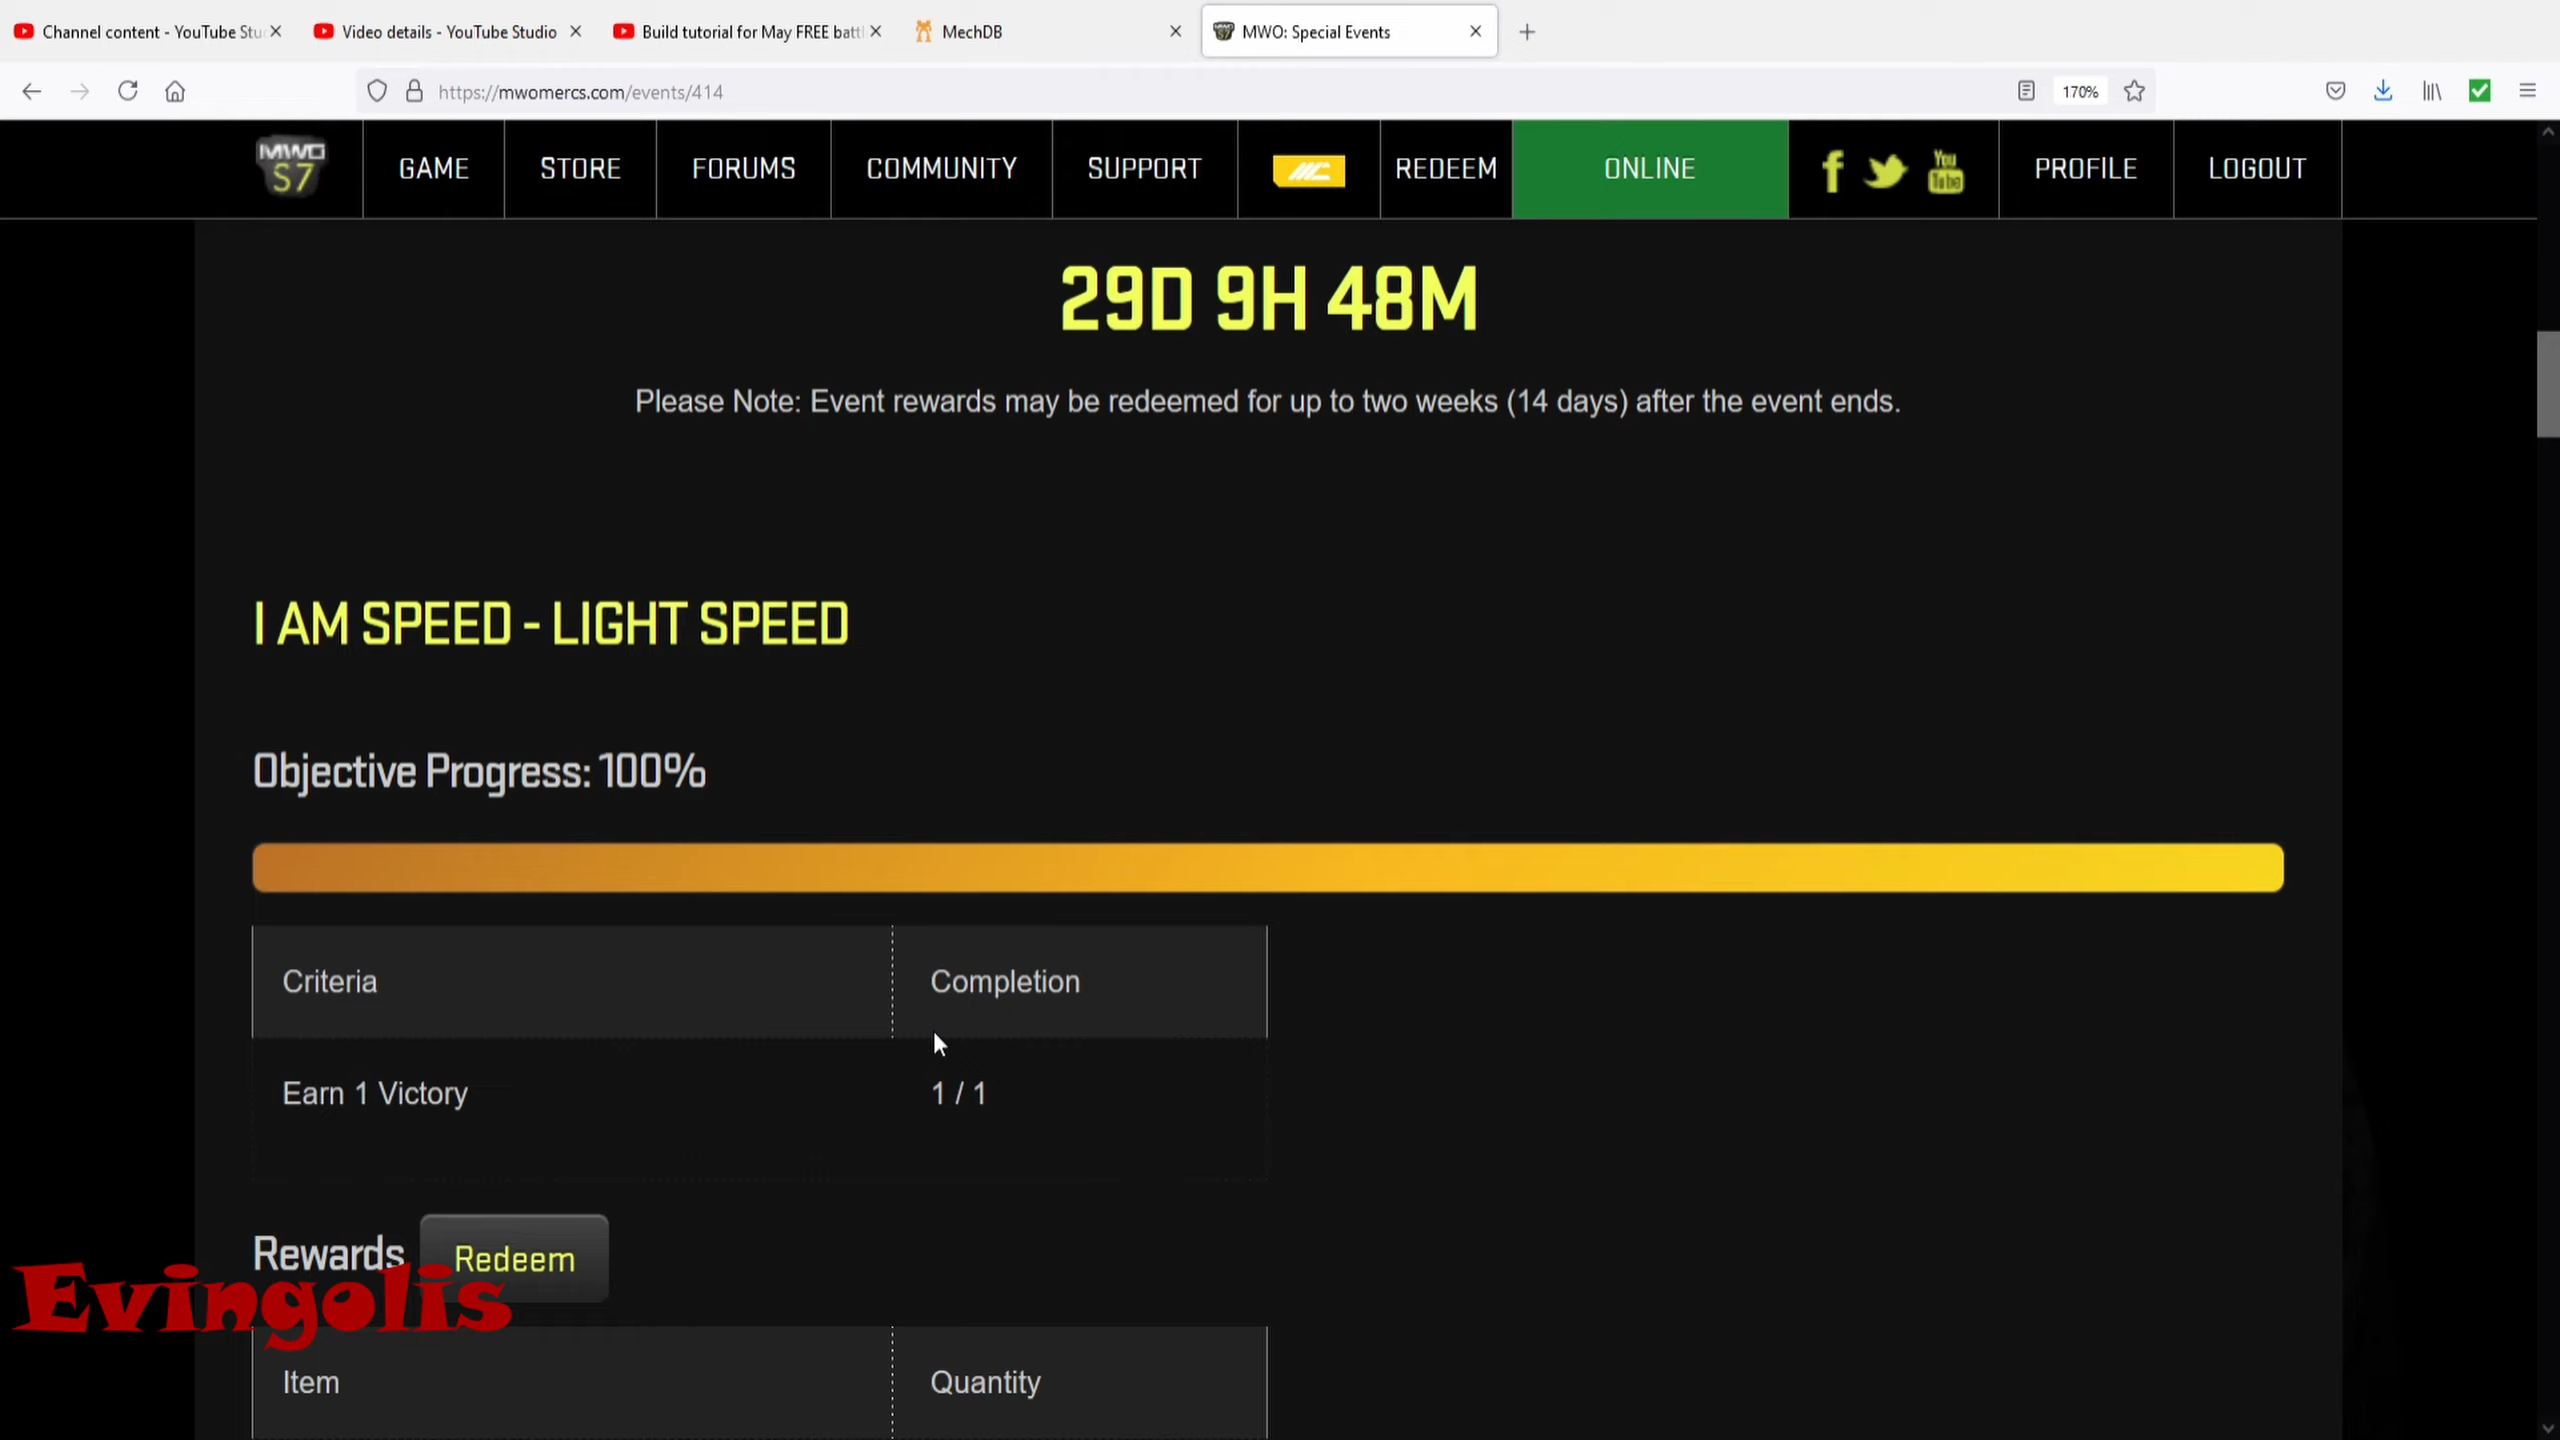 Channel content - YouTube Stu
Video details - YouTube Studio
Build tutorial for May FREE batt
MechDB
MWO: Special Events
https://mwomercs.com/events/414
170%
MWO
S7
GAME
STORE
FORUMS
COMMUNITY
SUPPORT
MC
REDEEM
ONLINE
f
You
Tube
PROFILE
LOGOUT
29D 9H 48M
Please Note: Event rewards may be redeemed for up to two weeks (14 days) after the event ends.
I AM SPEED - LIGHT SPEED
Objective Progress: 100%
Criteria
Completion
Earn 1 Victory
1 / 1
Rewards
Redeem
Evingolis
Item
Quantity